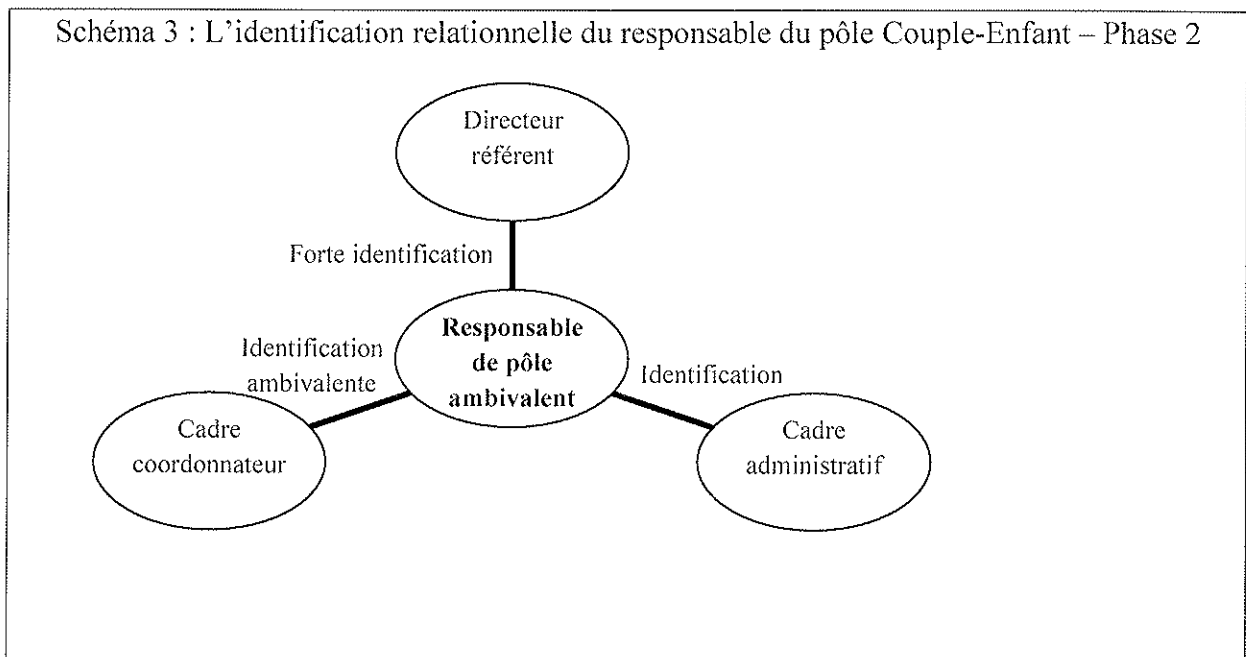 Schéma 3 : L'identification relationnelle du responsable du pôle Couple-Enfant – Phase 2
Directeur
référent
Forte identification
Responsable
de pôle
ambivalent
Identification
ambivalente
Identification
Cadre
coordonnateur
Cadre
administratif